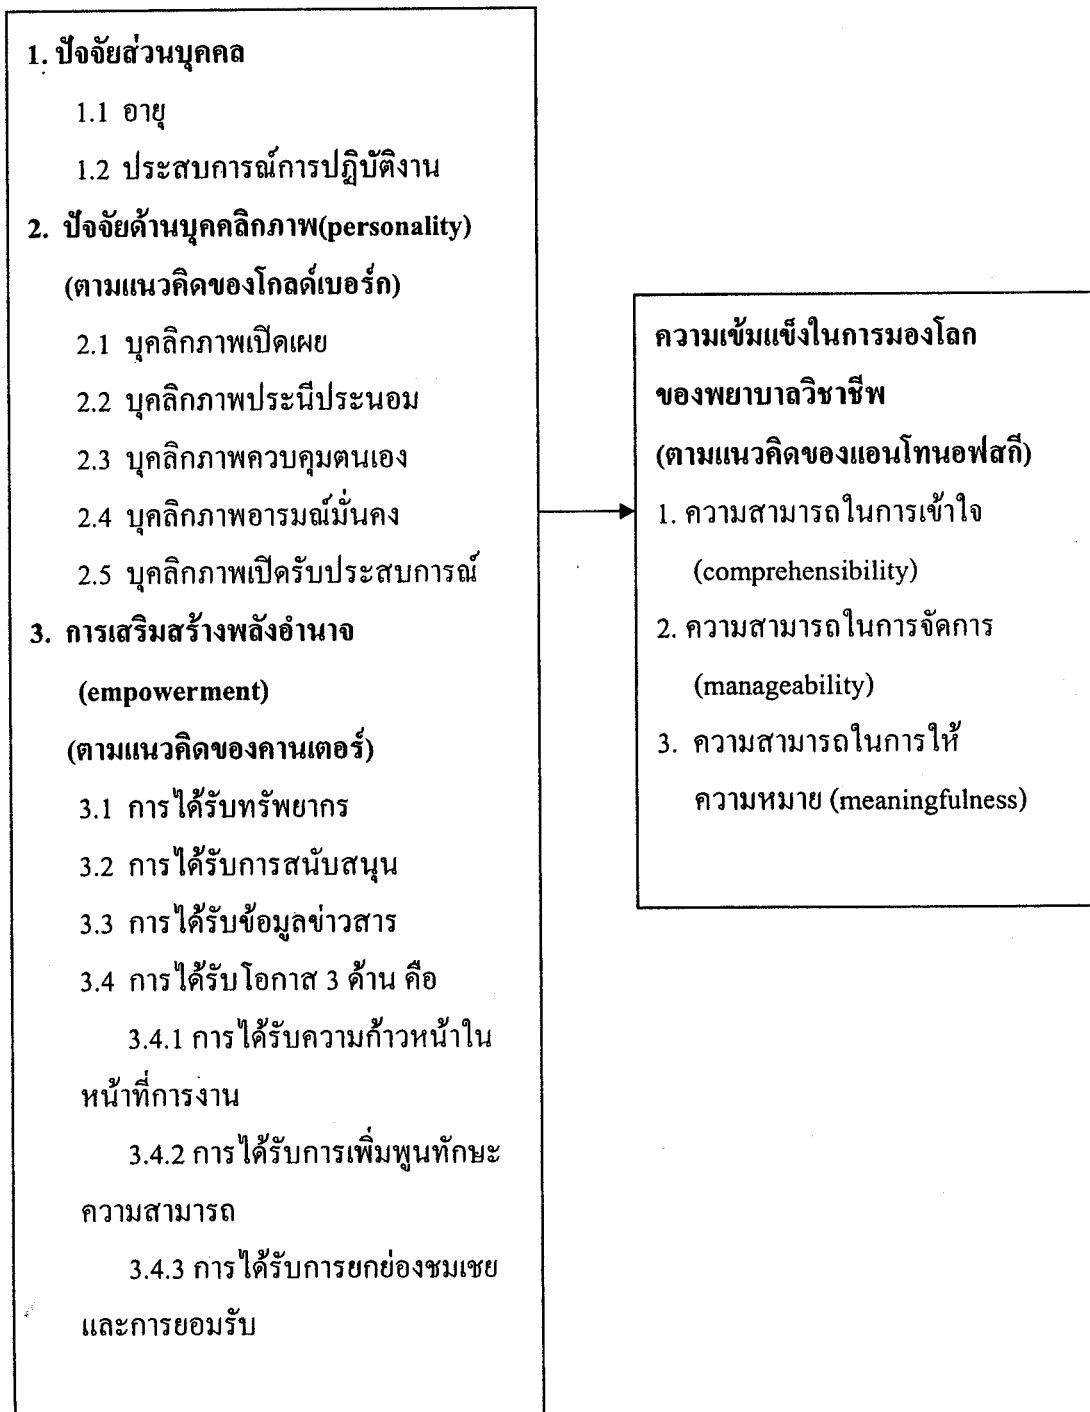 1. ปัจจัยส่วนบุคคล
1.1 อายุ
1.2 ประสบการณ์การปฏิบัติงาน
2. ปัจจัยด้านบุคคลิกภาพ(personality)
(ตามแนวคิดของโกลด์เบอร์ก)
2.1 บุคลิกภาพเปิดเผย
2.2 บุคลิกภาพประนีประนอม
2.3 บุคลิกภาพควบคุมตนเอง
2.4 บุคลิกภาพอารมณ์มั่นคง
2.5 บุคลิกภาพเปิดรับประสบการณ์
3. การเสริมสร้างพลังอำนาจ
(empowerment)
(ตามแนวคิดของคานเตอร์)
3.1 การได้รับทรัพยากร
3.2 การได้รับการสนับสนุน
3.3 การได้รับข้อมูลข่าวสาร
3.4 การได้รับโอกาส 3 ด้าน คือ
3.4.1 การได้รับความก้าวหน้าใน
หน้าที่การงาน
3.4.2 การได้รับการเพิ่มพูนทักษะ
ความสามารถ
3.4.3 การได้รับการยกย่องชมเชย
และการยอมรับ
ความเข้มแข็งในการมองโลก
ของพยาบาลวิชาชีพ
(ตามแนวคิดของแอนโทนอฟสกี)
1. ความสามารถในการเข้าใจ
(comprehensibility)
2. ความสามารถในการจัดการ
(manageability)
3. ความสามารถในการให้
ความหมาย (meaningfulness)